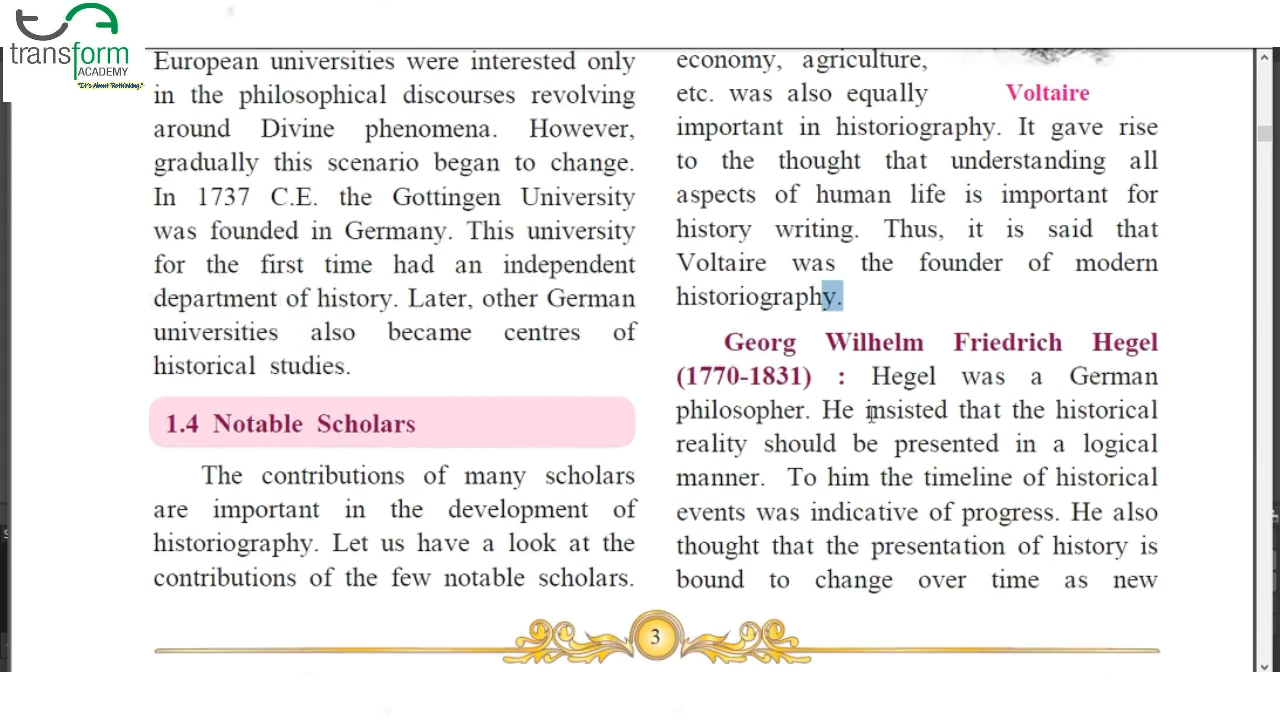 transform
ACADEMY
"It's About Rethinking."
European universities were interested only
in the philosophical discourses revolving
around Divine phenomena. However,
gradually this scenario began to change.
In 1737 C.E. the Gottingen University
was founded in Germany. This university
for the first time had an independent
department of history. Later, other German
universities also became centres of
historical studies.
1.4 Notable Scholars
The contributions of many scholars
are important in the development of
historiography. Let us have a look at the
contributions of the few notable scholars.
economy, agriculture,
etc. was also equally
Voltaire
important in historiography. It gave rise
to the thought that understanding all
aspects of human life is important for
history writing. Thus, it is said that
Voltaire was the founder of modern
historiography.
Georg Wilhelm Friedrich Hegel
(1770-1831) : Hegel was a German
philosopher. He insisted that the historical
reality should be presented in a logical
manner. To him the timeline of historical
events was indicative of progress. He also
thought that the presentation of history is
bound to change over time as new
3